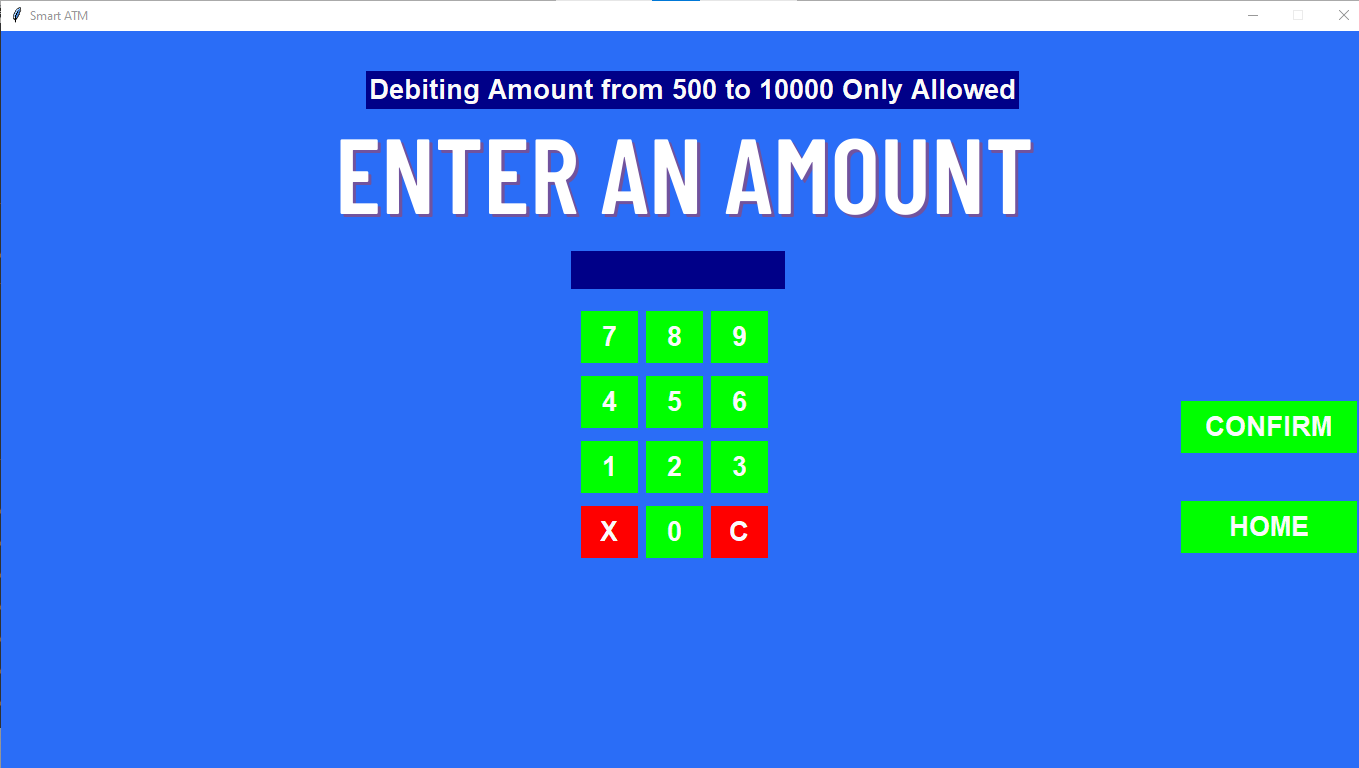 Smart ATM
Debiting Amount from 500 to 10000 Only Allowed
ENTER AN AMOUNT
7 8 9
4 5 6
1 2 3
X 0 C
CONFIRM
HOME